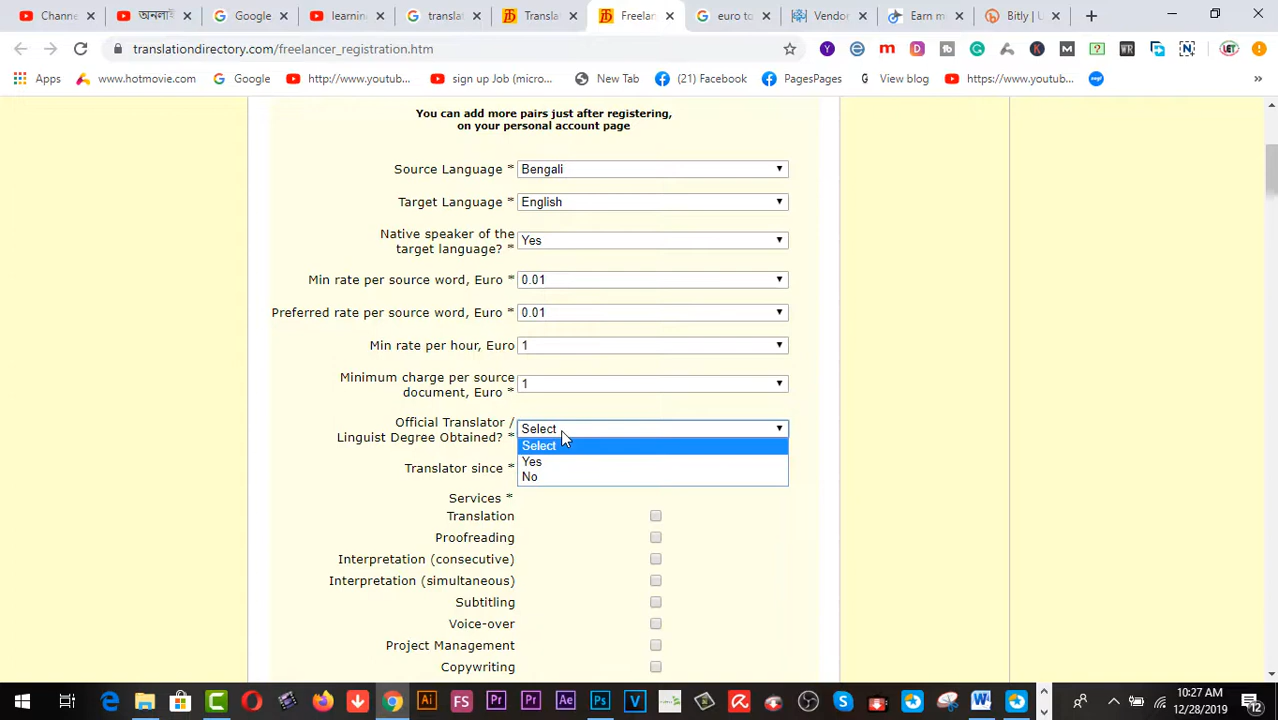 Channe
অনলাই
Google
learning
translat
Transla
Freelan
euro to
Vendor
Earn m
Bitly | L
translationdirectory.com/freelancer_registration.htm
Apps
www.hotmovie.com
Google
http://www.youtub...
sign up Job (micro...
New Tab
(21) Facebook
PagesPages
View blog
https://www.youtub...
»
You can add more pairs just after registering,
on your personal account page
Source Language * Bengali
Target Language * English
Native speaker of the
target language? * Yes
Min rate per source word, Euro * 0.01
Preferred rate per source word, Euro * 0.01
Min rate per hour, Euro 1
Minimum charge per source
document, Euro * 1
Official Translator /
Linguist Degree Obtained? * Select
Select
Yes
No
Translator since *
Services *
Translation
Proofreading
Interpretation (consecutive)
Interpretation (simultaneous)
Subtitling
Voice-over
Project Management
Copywriting
10:27 AM
12/28/2019